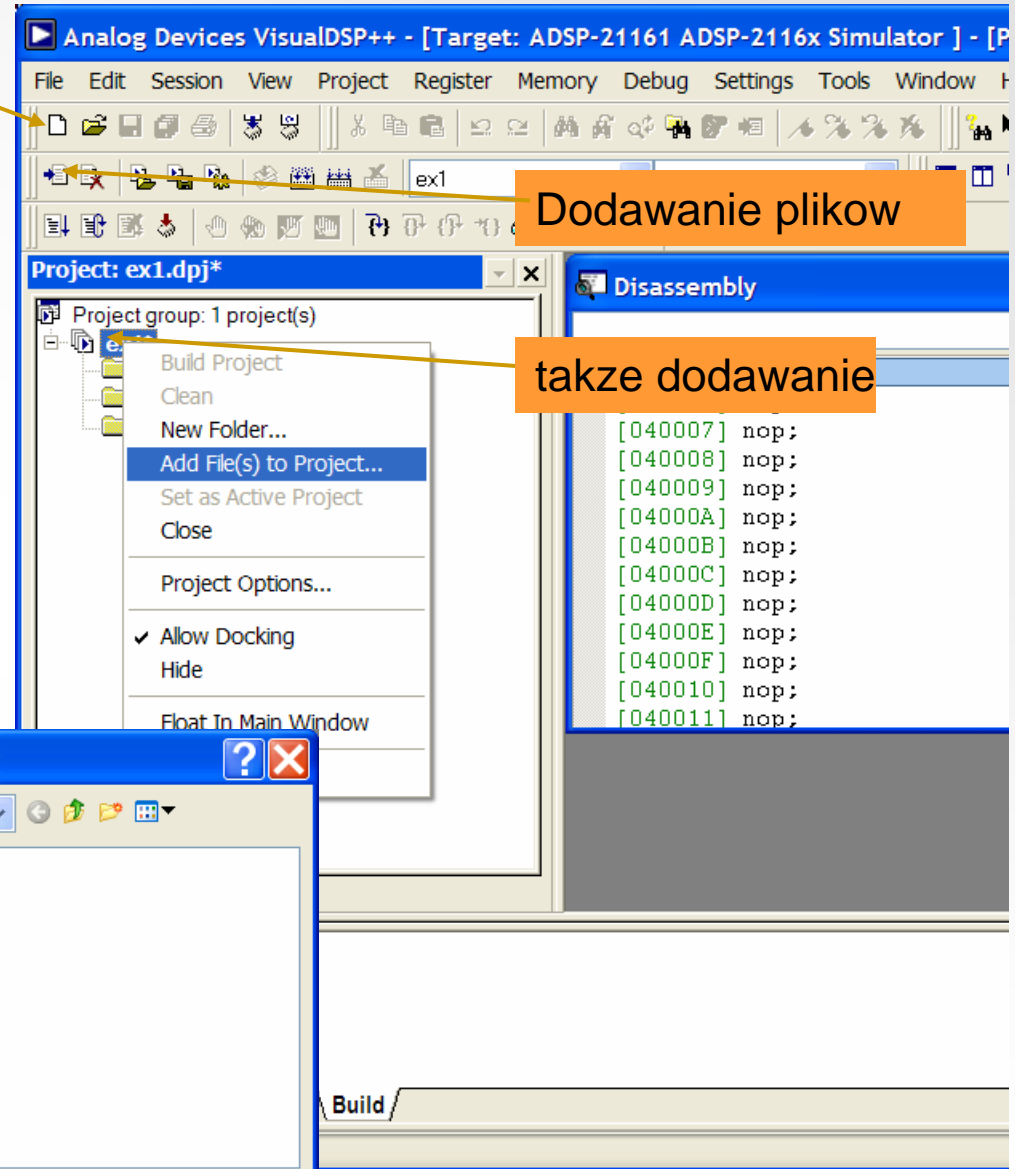 Analog Devices VisualDSP++ - [Target: ADSP-21161 ADSP-2116x Simulator ] - [P
File Edit Session View Project Register Memory Debug Settings Tools Window H
ex1
Dodawanie plikow
Project: ex1.dpj*
Disassembly
Project group: 1 project(s)
takze dodawanie
Build Project
Clean
New Folder...
Add File(s) to Project...
Set as Active Project
Close
Project Options...
Allow Docking
Hide
Float In Main Window
[040007] nop;
[040008] nop;
[040009] nop;
[04000A] nop;
[04000B] nop;
[04000C] nop;
[04000D] nop;
[04000E] nop;
[04000F] nop;
[040010] nop;
[040011] nop;
Build